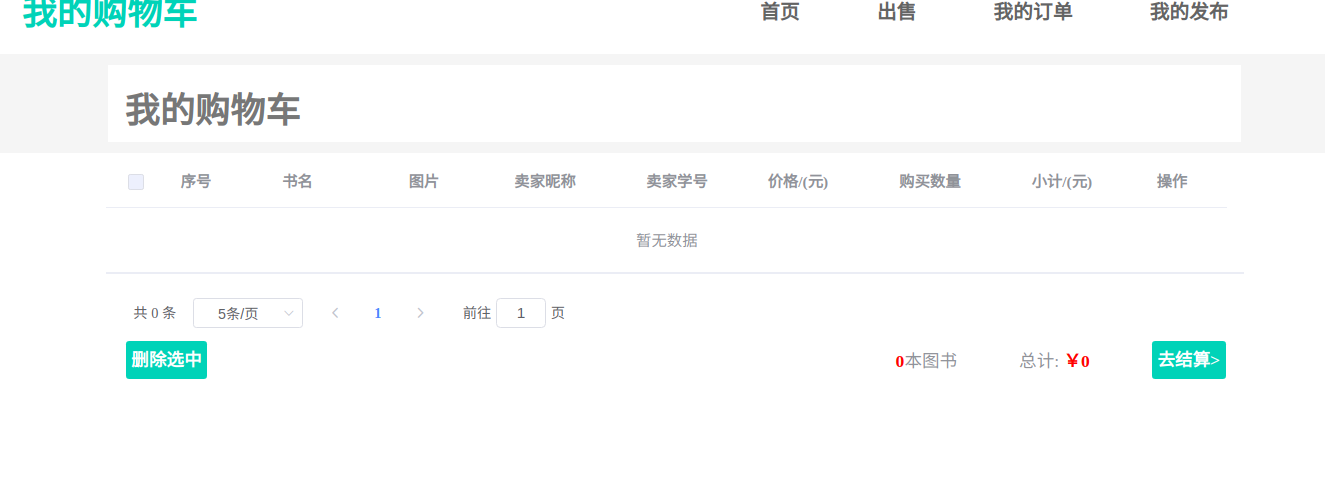 我的购物车 首页 出售 我的订单 我的发布
我的购物车
序号 书名 图片 卖家昵称 卖家学号 价格/(元) 购买数量 小计/(元) 操作
暂无数据
共 0 条 5条/页 1 前往 1 页
删除选中 0本图书 总计: ￥0 去结算>